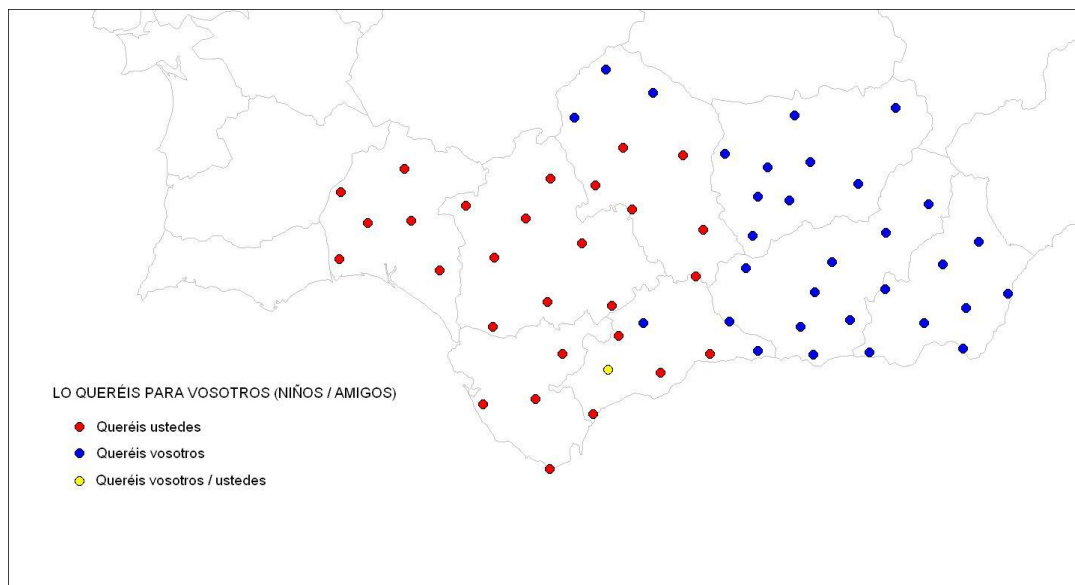 LO QUERÉIS PARA VOSOTROS (NIÑOS / AMIGOS)
Queréis ustedes
Queréis vosotros
Queréis vosotros / ustedes